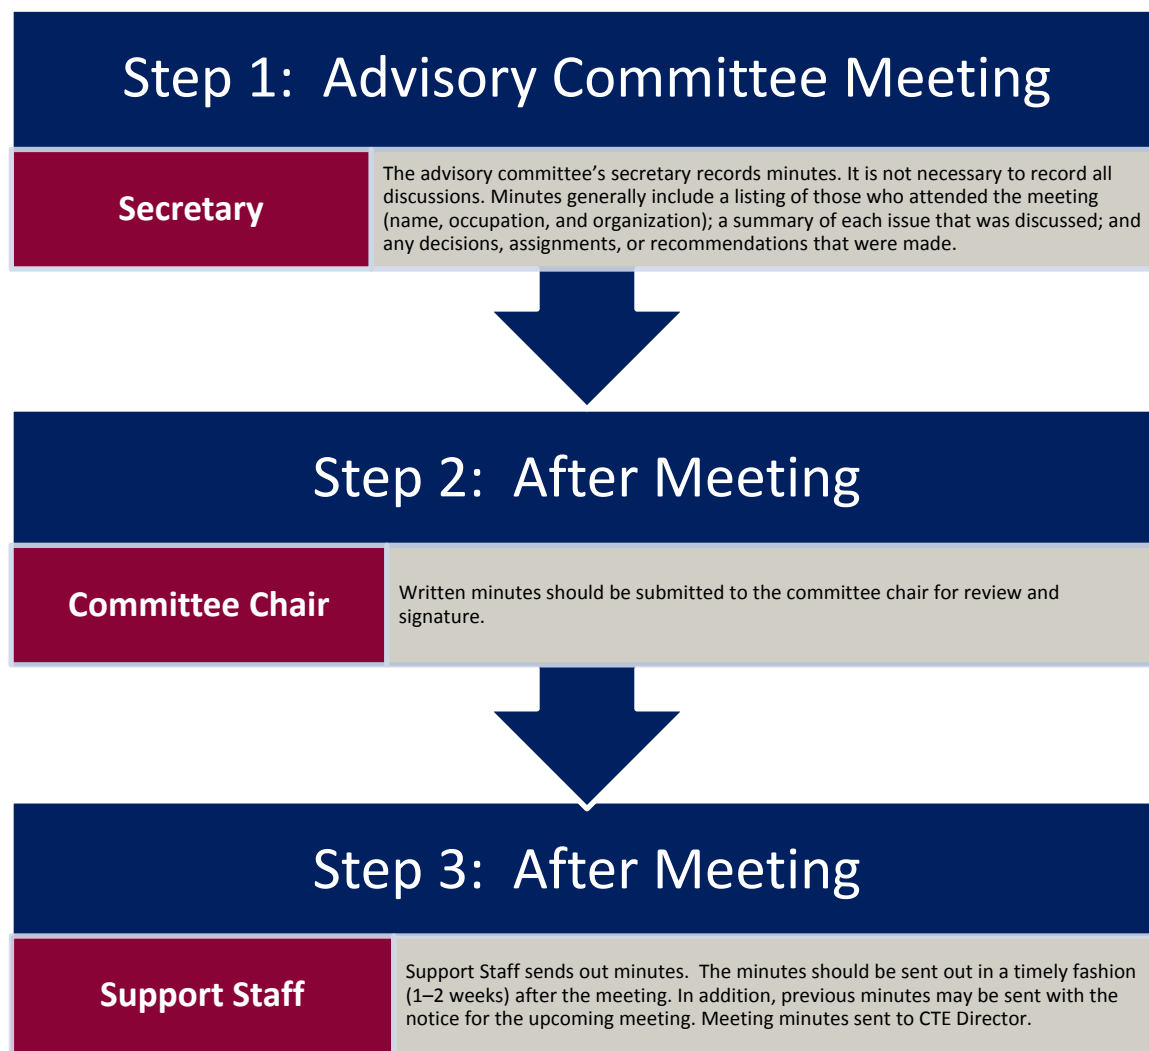 Step 1:  Advisory Committee Meeting
Secretary
The advisory committee’s secretary records minutes. It is not necessary to record all
discussions. Minutes generally include a listing of those who attended the meeting
(name, occupation, and organization); a summary of each issue that was discussed; and
any decisions, assignments, or recommendations that were made.
Step 2:  After Meeting
Committee Chair
Written minutes should be submitted to the committee chair for review and
signature.
Step 3:  After Meeting
Support Staff
Support Staff sends out minutes.  The minutes should be sent out in a timely fashion
(1–2 weeks) after the meeting. In addition, previous minutes may be sent with the
notice for the upcoming meeting. Meeting minutes sent to CTE Director.